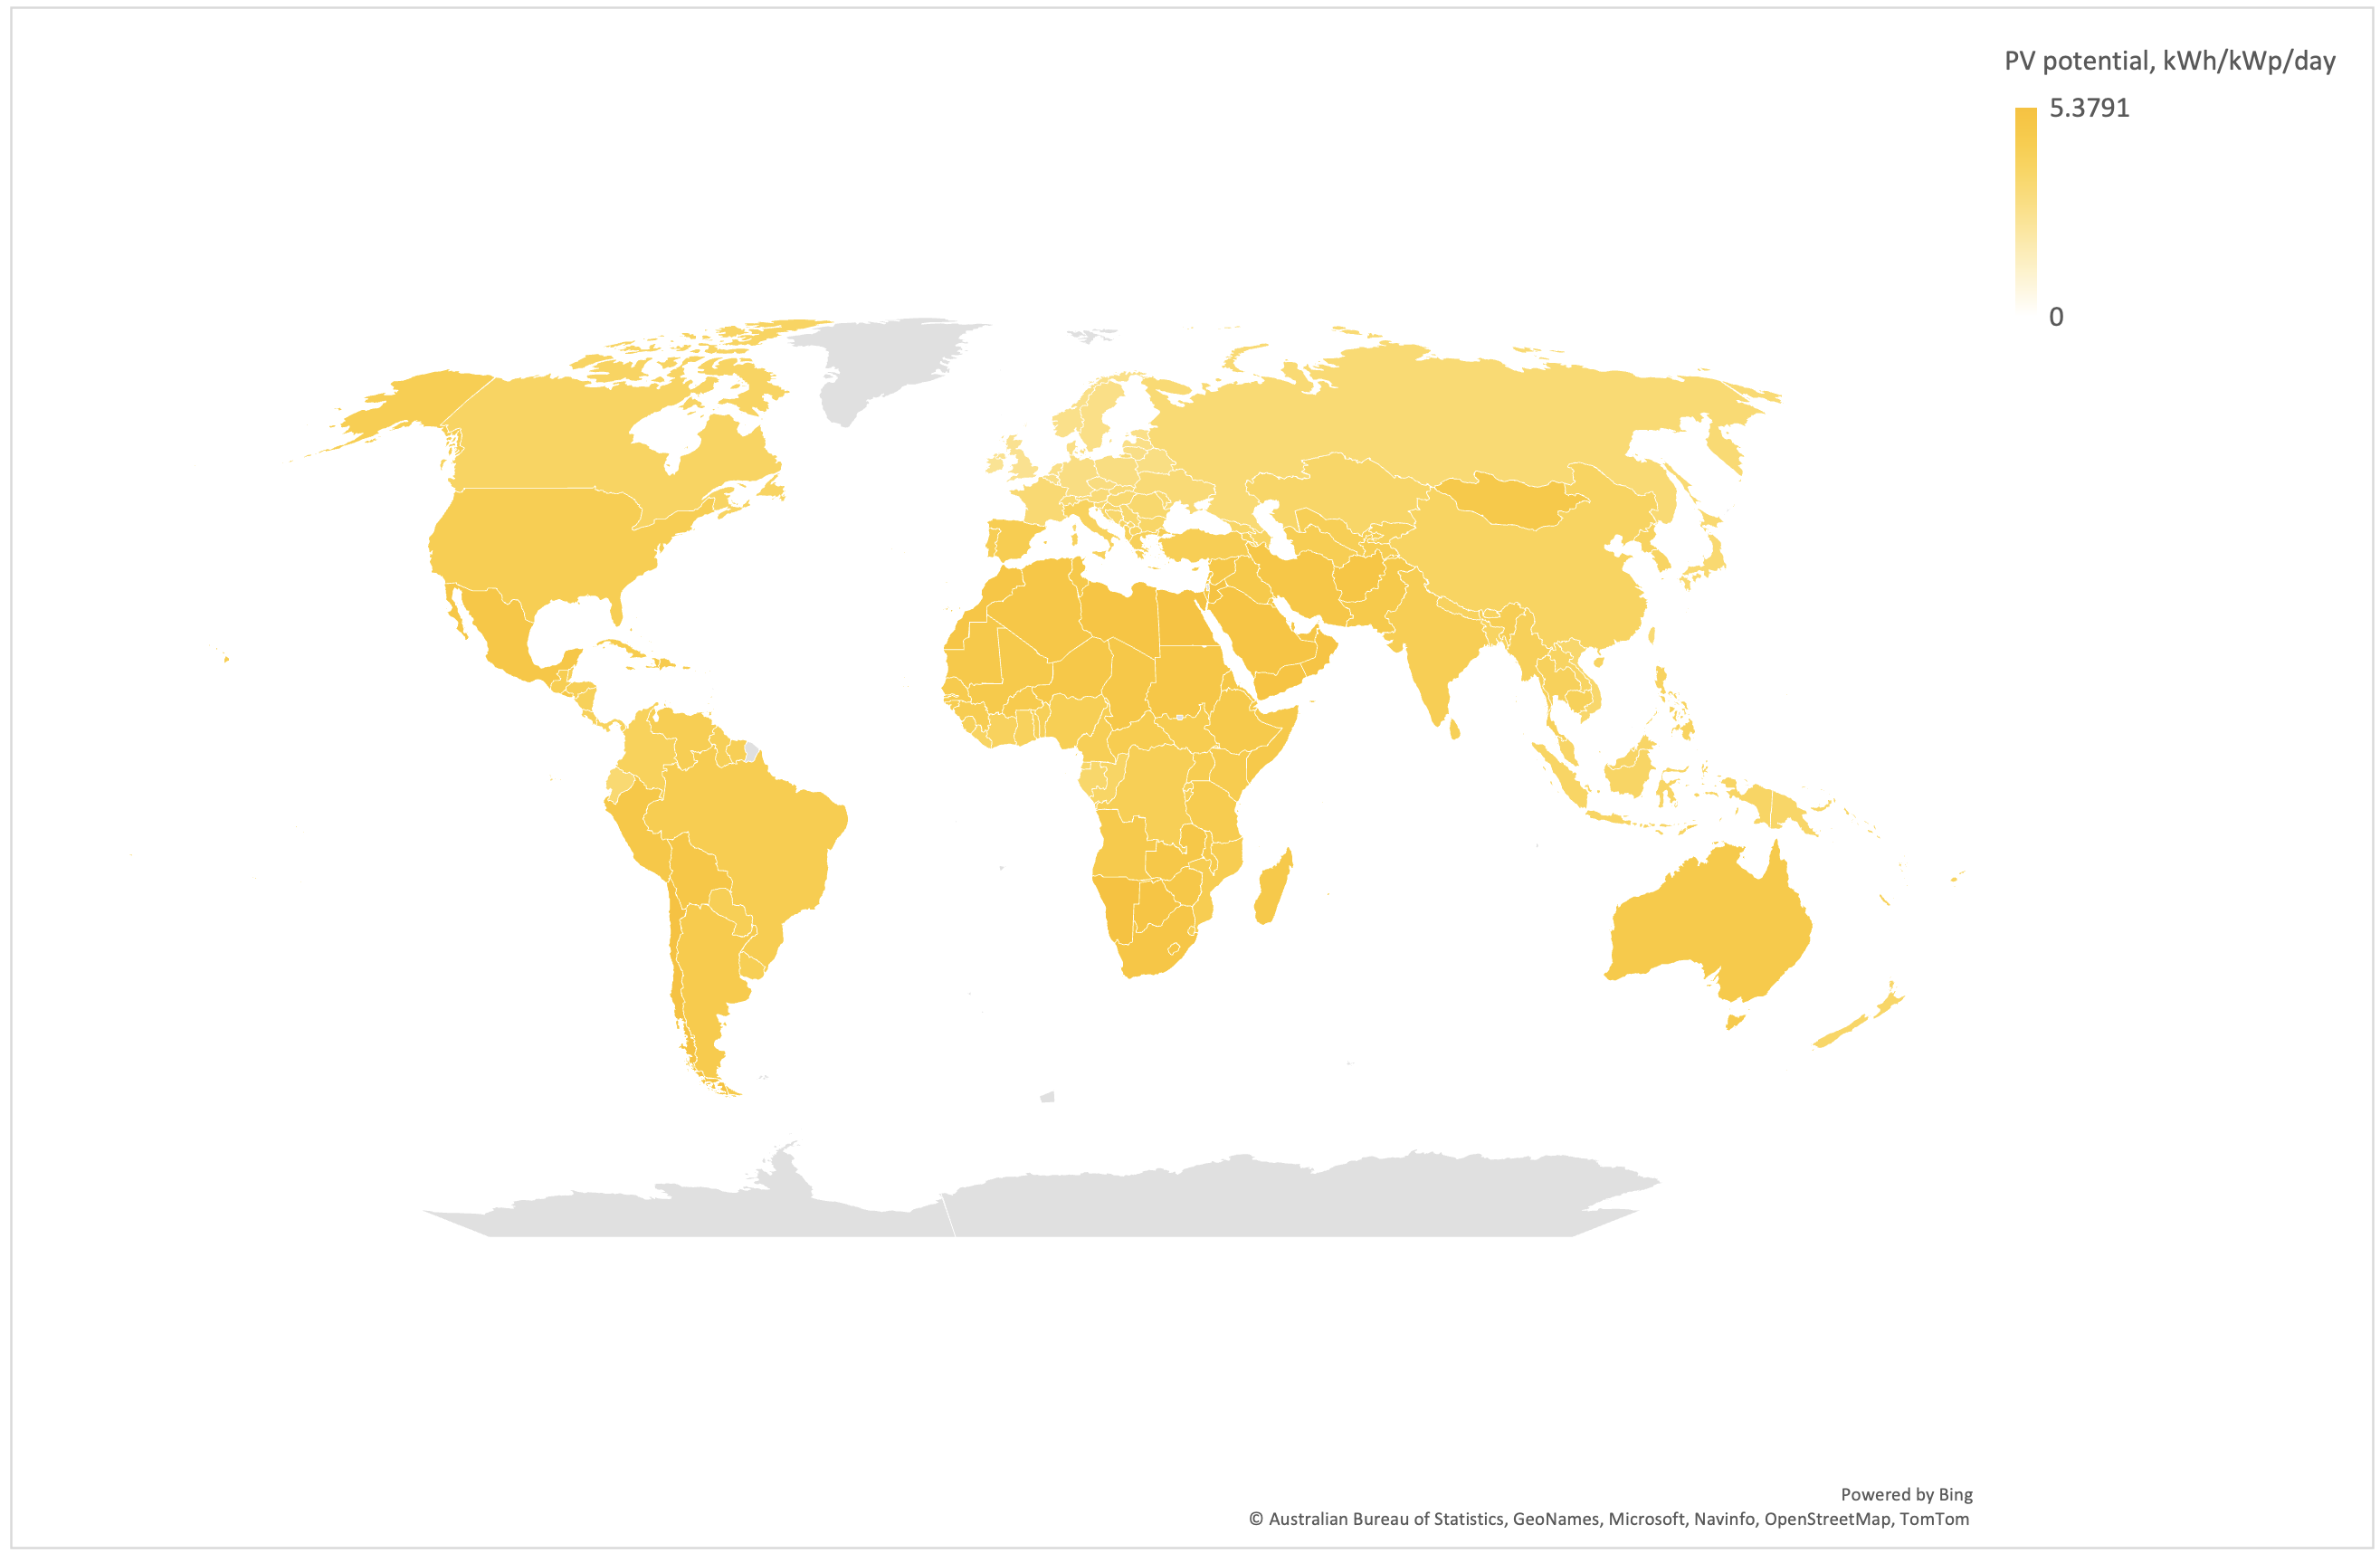 PV potential, kWh/kWp/day
5.3791
0
Powered by Bing
© Australian Bureau of Statistics, GeoNames, Microsoft, Navinfo, OpenStreetMap, TomTom